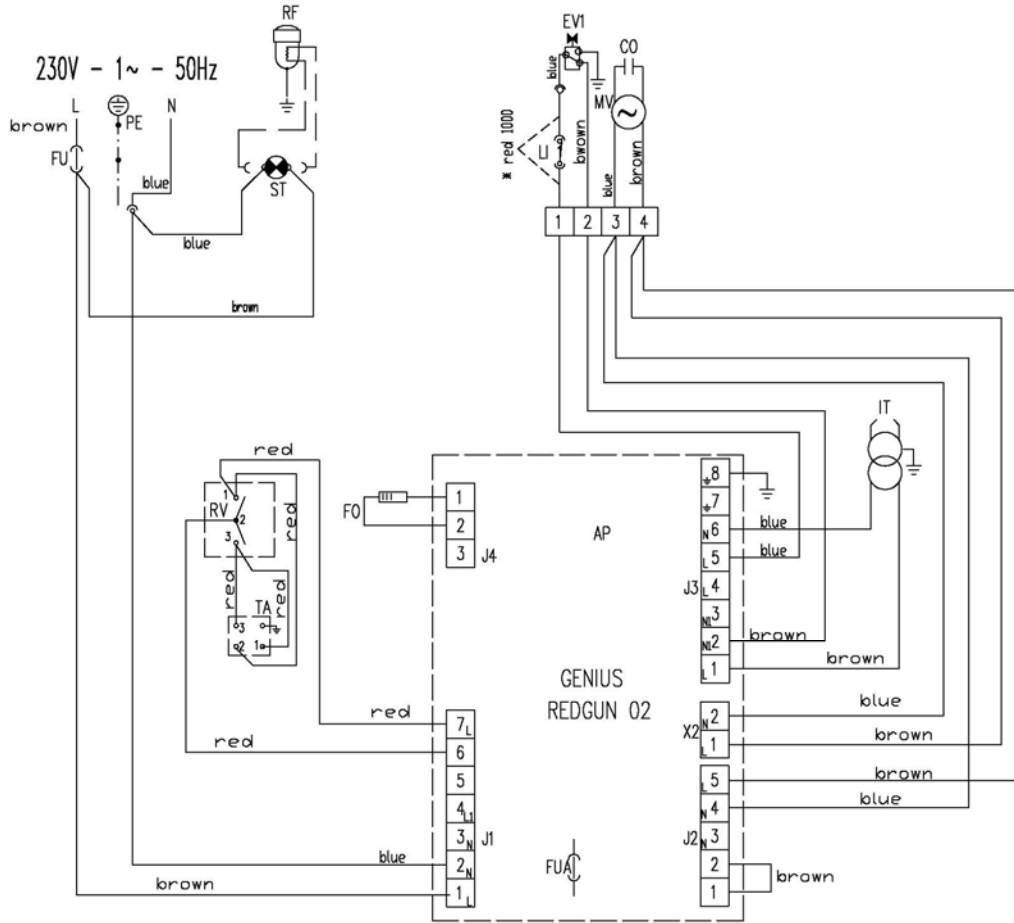 RF
230V - 1~ - 50Hz
L
N
brown
PE
FU
blue
ST
blue
brown
EV1
CO
blue
MV
* red 1000
LI
bwown
blue
brown
1 2 3 4
IT
red
1
RV
2
3
red
red
red
TA
3
2 1
FO
1
2
3
J4
AP
8
7
N 6
blue
L 5
blue
L 4
J3
N1 3
N1 2
brown
L 1
brown
GENIUS
REDGUN 02
X2
N 2
blue
L 1
brown
L 5
brown
N 4
blue
J2
N 3
2
1
brown
red
7 L
red
6
5
4 L1
3 N
J1
blue
2 N
brown
1 L
FUA